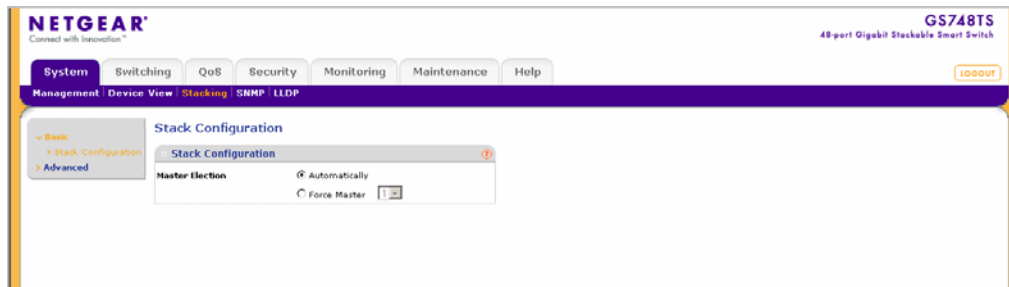 NETGEAR
Connect with Innovation™
GS748TS
48-port Gigabit Stackable Smart Switch
System Switching QoS Security Monitoring Maintenance Help LOGOUT
Management Device View Stacking SNMP LLDP
Basic
Stack Configuration
Advanced
Stack Configuration
Stack Configuration ?
Master Election Automatically
Force Master 1